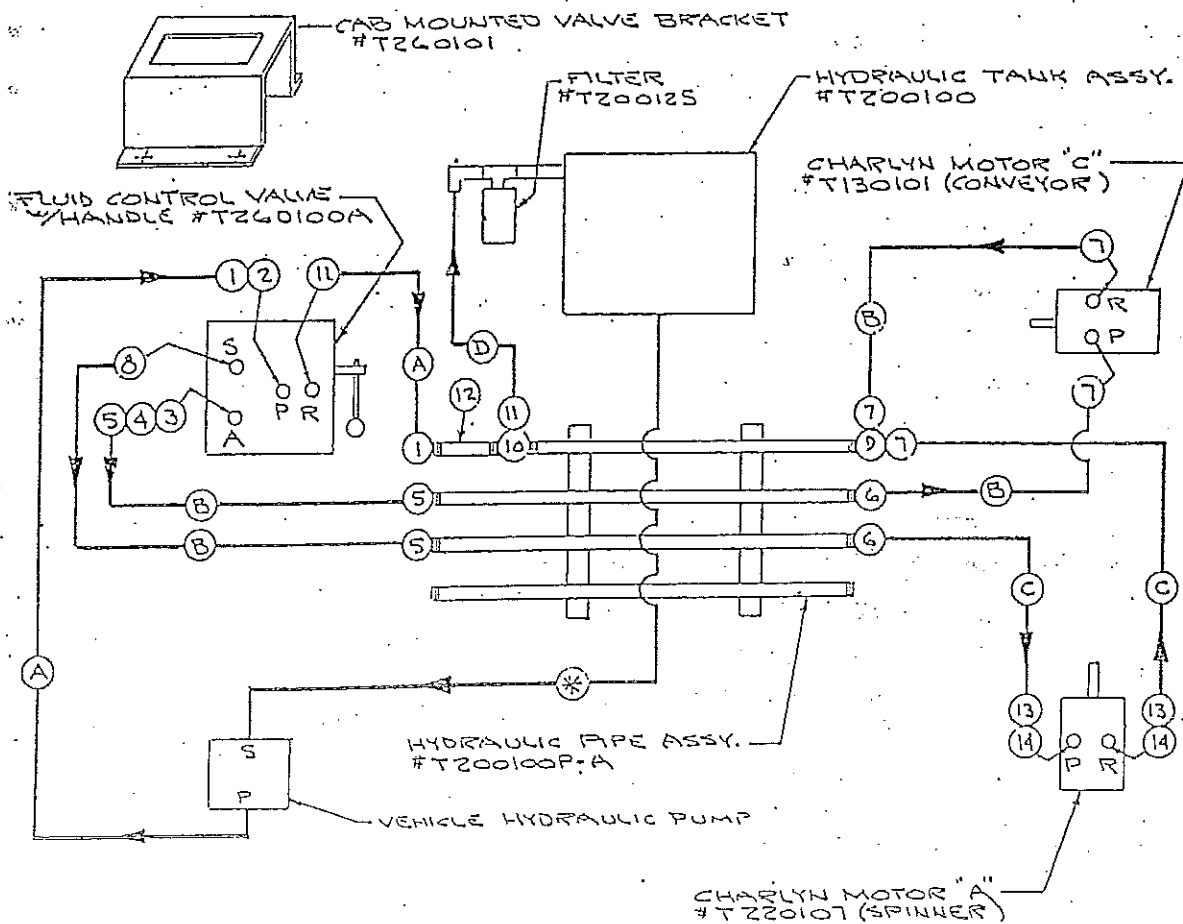 CAB MOUNTED VALVE BRACKET
#T260101
FILTER
#T200125
HYDRAULIC TANK ASSY.
#T200100
CHARLYN MOTOR "C"
#T130101 (CONVEYOR)
FLUID CONTROL VALVE
W/HANDLE #T260100A
1 2 12 7
S
P R
A
R
P
8
5 4 3
A
D
B
12
11
7
7
1
10
9 7
B 5
6 B
B 5
6
C
C
A
*
13
14
13
14
P R
S
P
HYDRAULIC PIPE ASSY.
#T200100P-A
VEHICLE HYDRAULIC PUMP
CHARLYN MOTOR "A"
#T220107 (SPINNER)